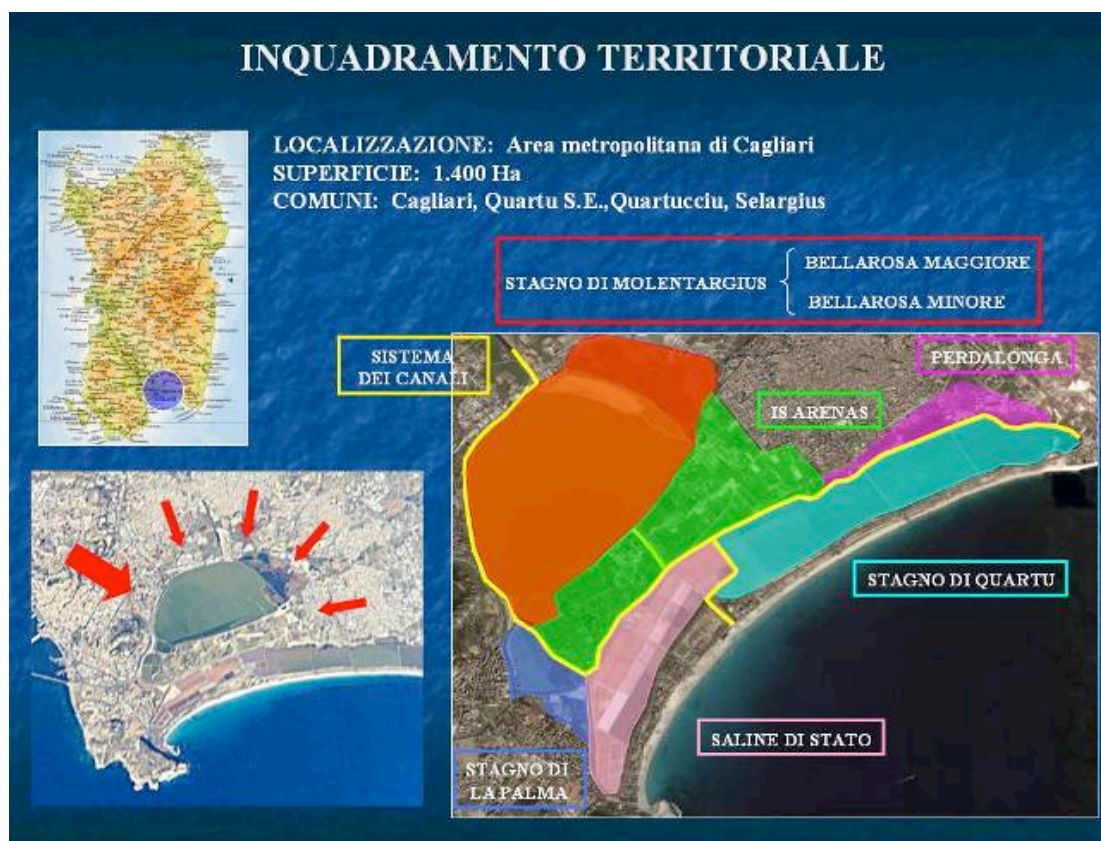 INQUADRAMENTO TERRITORIALE
LOCALIZZAZIONE: Area metropolitana di Cagliari
SUPERFICIE: 1.400 Ha
COMUNI: Cagliari, Quartu S.E.,Quartucciu, Selargius
STAGNO DI MOLENTARGIUS
BELLAROSA MAGGIORE
BELLAROSA MINORE
SISTEMA
DEI CANALI
PERDALONGA
IS ARENAS
STAGNO DI QUARTU
SALINE DI STATO
STAGNO DI
LA PALMA